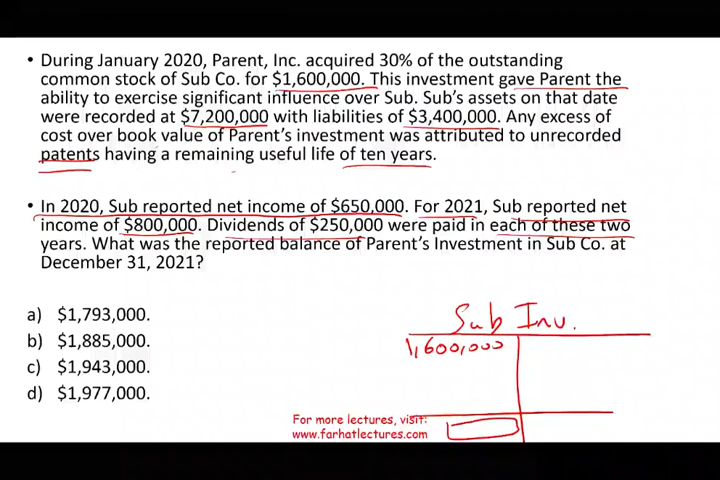 • During January 2020, Parent, Inc. acquired 30% of the outstanding
common stock of Sub Co. for $1,600,000. This investment gave Parent the
ability to exercise significant influence over Sub. Sub's assets on that date
were recorded at $7,200,000 with liabilities of $3,400,000. Any excess of
cost over book value of Parent's investment was attributed to unrecorded
patents having a remaining useful life of ten years.
• In 2020, Sub reported net income of $650,000. For 2021, Sub reported net
income of $800,000. Dividends of $250,000 were paid in each of these two
years. What was the reported balance of Parent's Investment in Sub Co. at
December 31, 2021?
a) $1,793,000.
b) $1,885,000.
c) $1,943,000.
d) $1,977,000.
Sub Inv.
1,600,000
For more lectures, visit:
www.farhatlectures.com